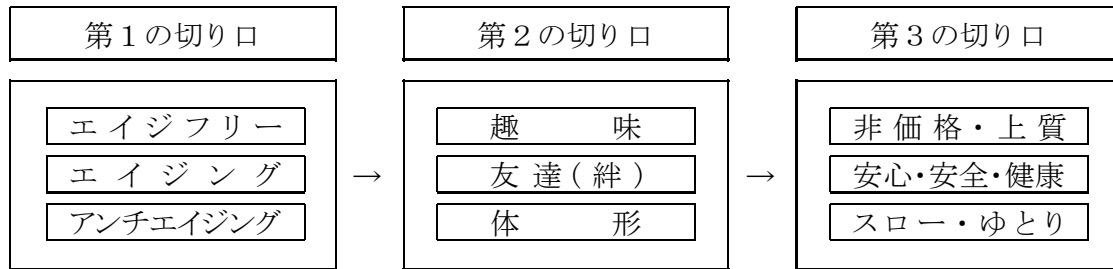 第1の切り口
エイジフリー
エイジング
アンチエイジング
→
第2の切り口
趣味
友達(絆)
体形
→
第3の切り口
非価格・上質
安心・安全・健康
スロー・ゆとり